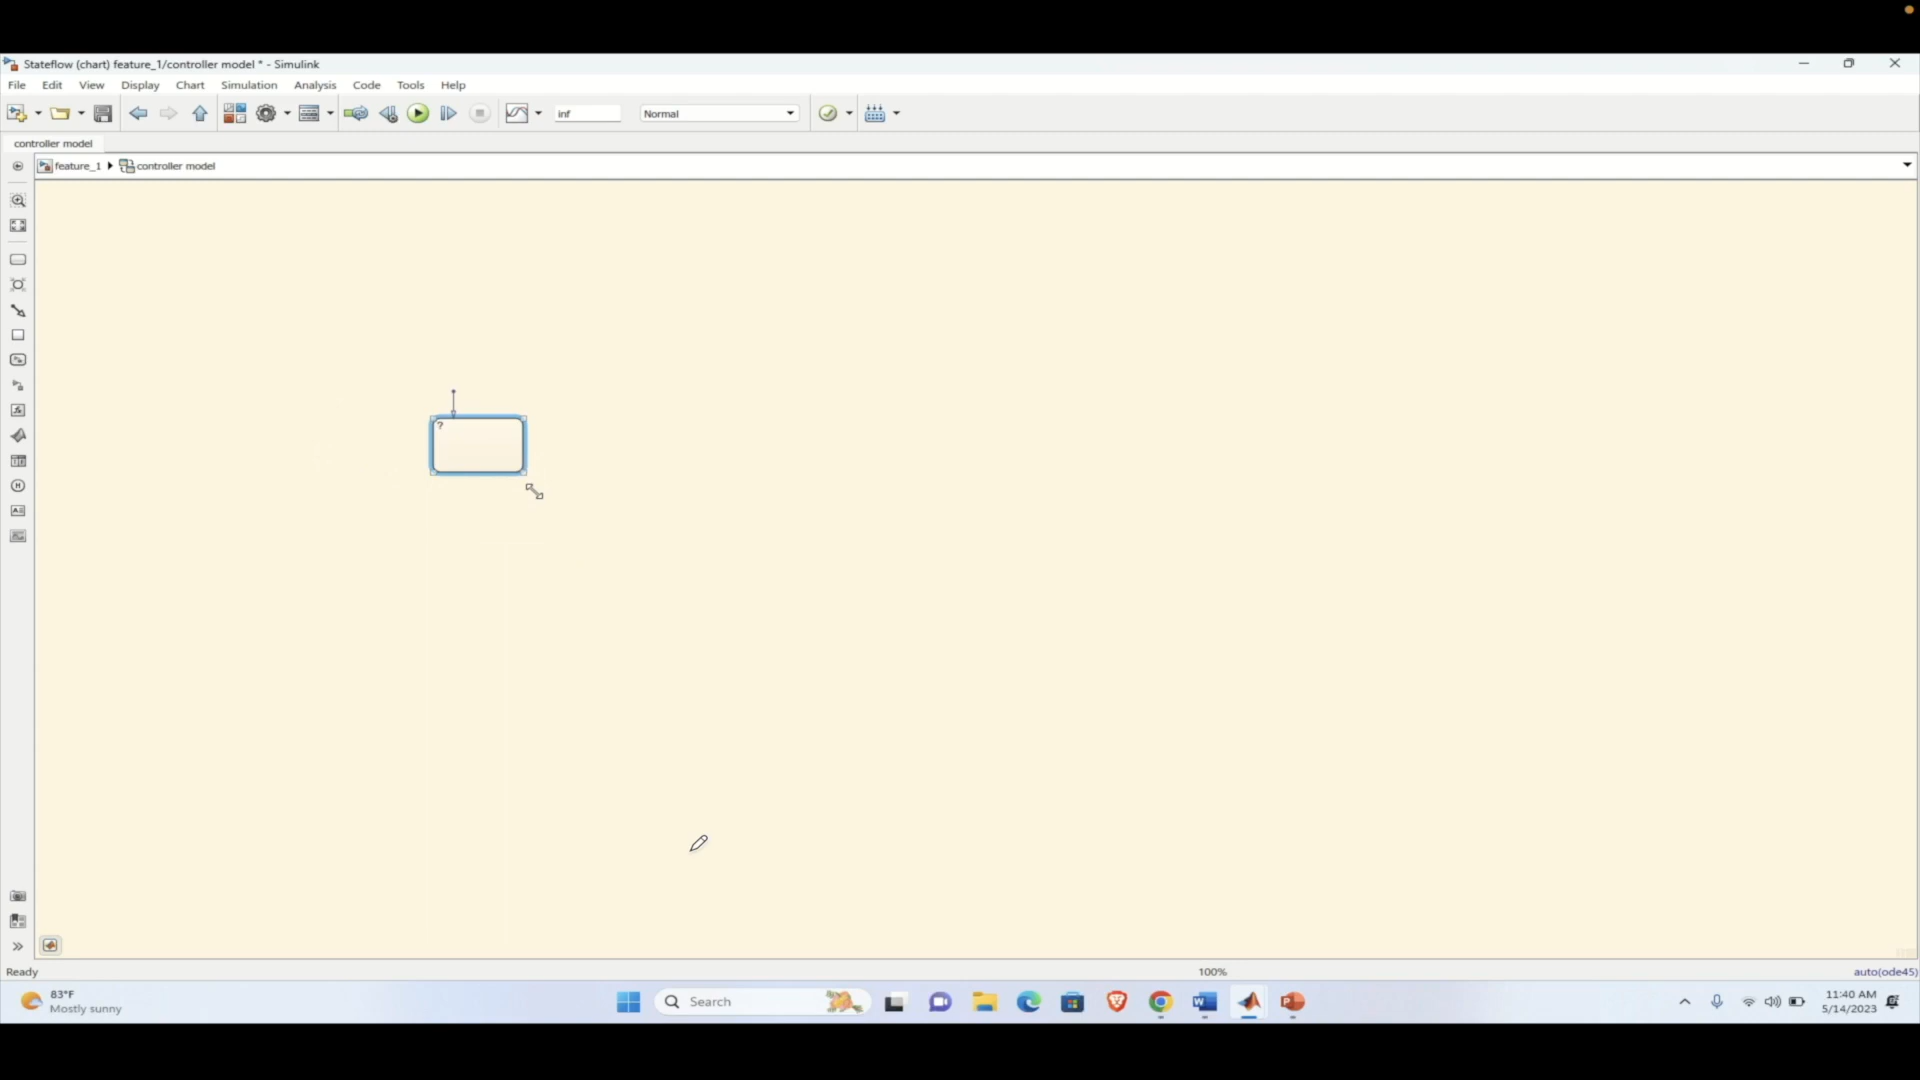 Stateflow (chart) feature_1/controller model * - Simulink
File Edit View Display Chart Simulation Analysis Code Tools Help
inf Normal
controller model
feature_1 controller model
?
Ready 100% auto(ode45)
83°F
Mostly sunny
Search
11:40 AM
5/14/2023